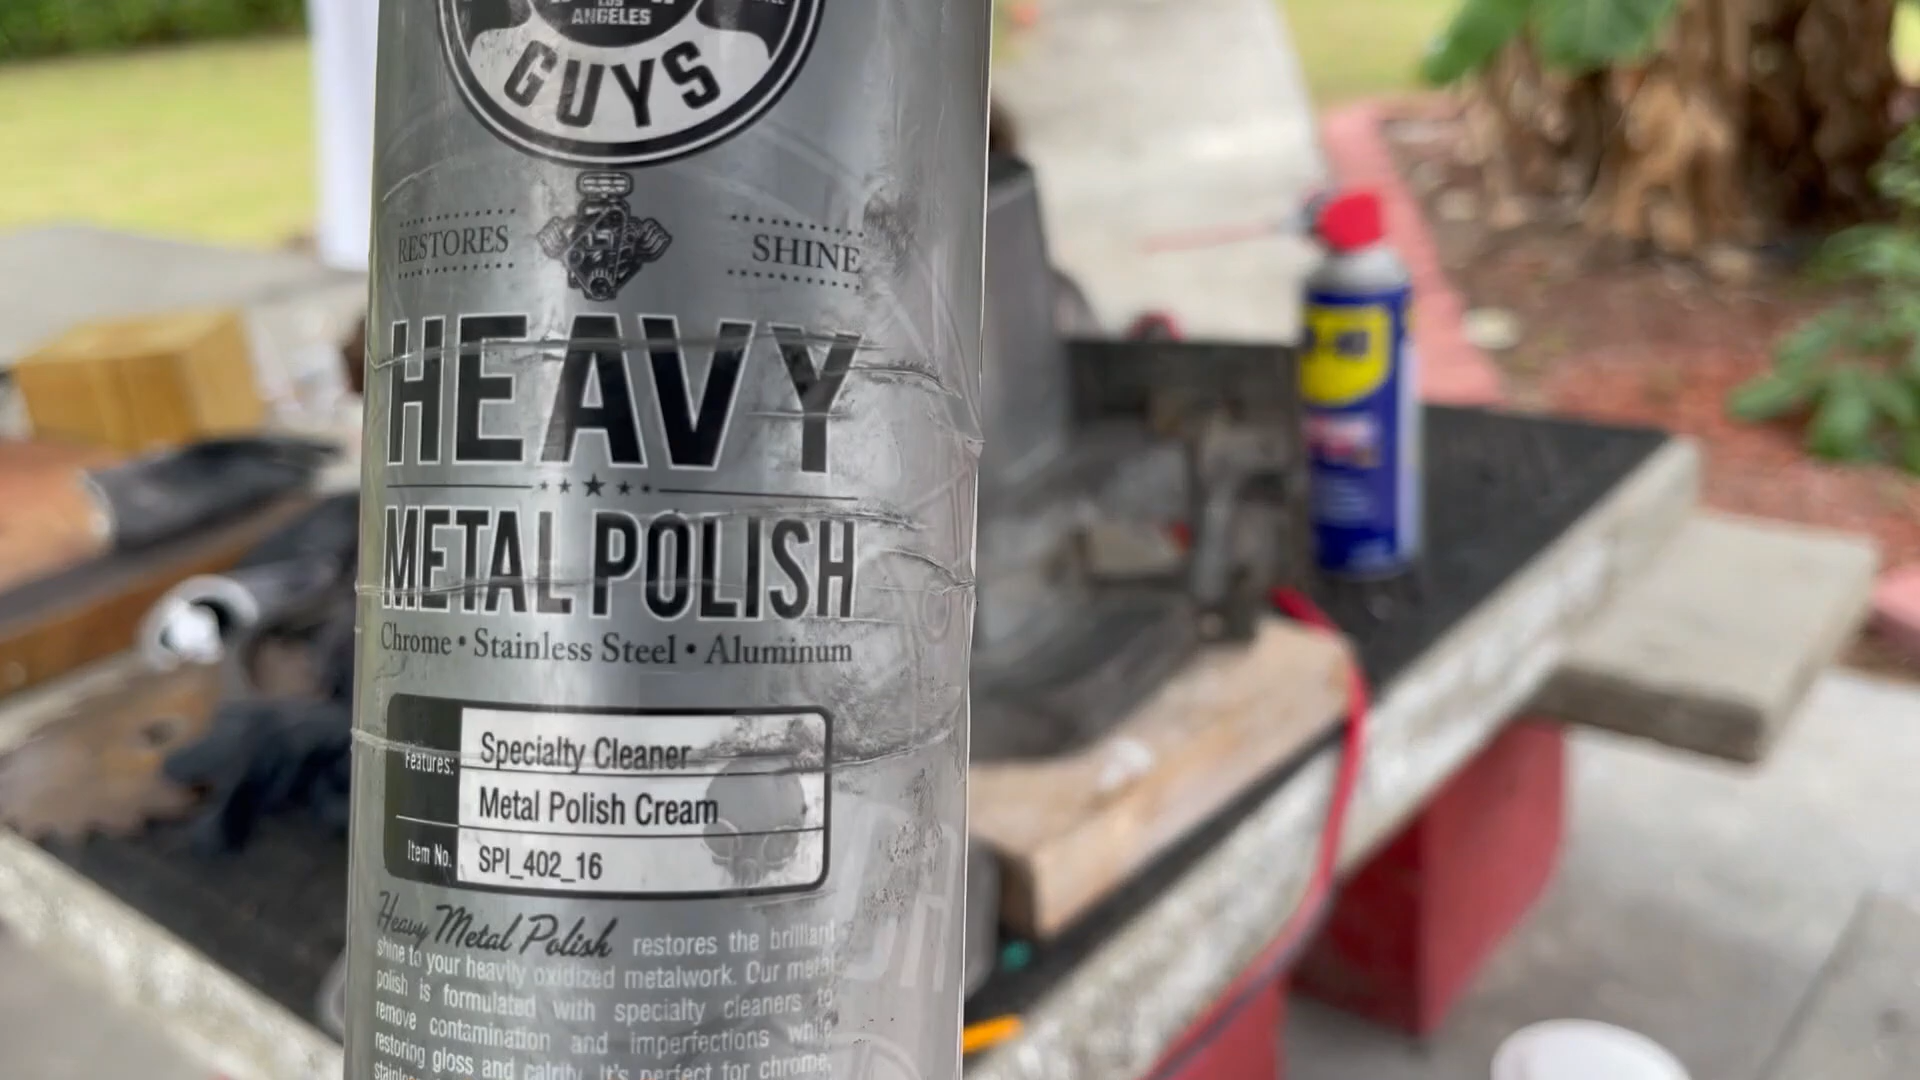 LOS
ANGELES
GUYS
RESTORES
SHINE
HEAVY
METAL POLISH
Chrome • Stainless Steel • Aluminum
Features:
Specialty Cleaner
Metal Polish Cream
Item No.
SPI_402_16
Heavy Metal Polish restores the brilliant
shine to your heavily oxidized metalwork. Our metal
polish is formulated with specialty cleaners to
remove contamination and imperfections while
restoring gloss and calrity. It's perfect for chrome,